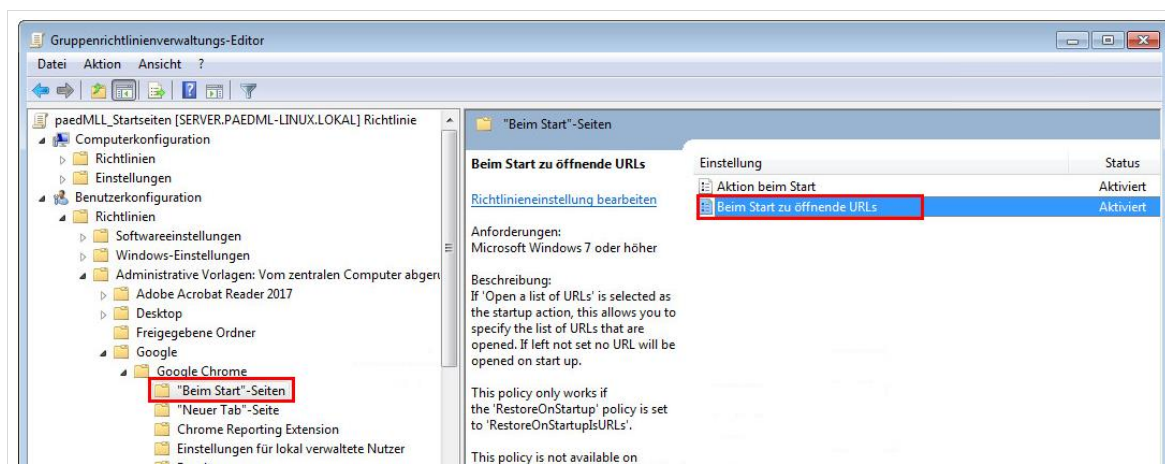 Gruppenrichtlinienverwaltungs-Editor
Datei Aktion Ansicht ?
paedMLL_Startseiten [SERVER.PAEDML-LINUX.LOKAL] Richtlinie
Computerkonfiguration
Richtlinien
Einstellungen
Benutzerkonfiguration
Richtlinien
Softwareeinstellungen
Windows-Einstellungen
Administrative Vorlagen: Vom zentralen Computer abgeru
Adobe Acrobat Reader 2017
Desktop
Freigegebene Ordner
Google
Google Chrome
"Beim Start"-Seiten
"Neuer Tab"-Seite
Chrome Reporting Extension
Einstellungen für lokal verwaltete Nutzer
"Beim Start"-Seiten
Beim Start zu öffnende URLs
Richtlinieneinstellung bearbeiten
Anforderungen:
Microsoft Windows 7 oder höher
Beschreibung:
If 'Open a list of URLs' is selected as
the startup action, this allows you to
specify the list of URLs that are
opened. If left not set no URL will be
opened on start up.
This policy only works if
the 'RestoreOnStartup' policy is set
to 'RestoreOnStartupIsURLs'.
This policy is not available on
Einstellung Status
Aktion beim Start Aktiviert
Beim Start zu öffnende URLs Aktiviert